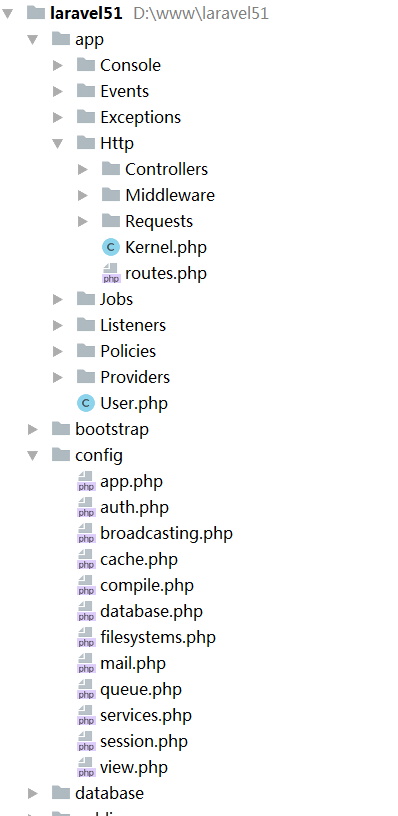 laravel51 D:\www\laravel51
app
Console
Events
Exceptions
Http
Controllers
Middleware
Requests
C Kernel.php
php routes.php
Jobs
Listeners
Policies
Providers
C User.php
bootstrap
config
php app.php
php auth.php
php broadcasting.php
php cache.php
php compile.php
php database.php
php filesystems.php
php mail.php
php queue.php
php services.php
php session.php
php view.php
database